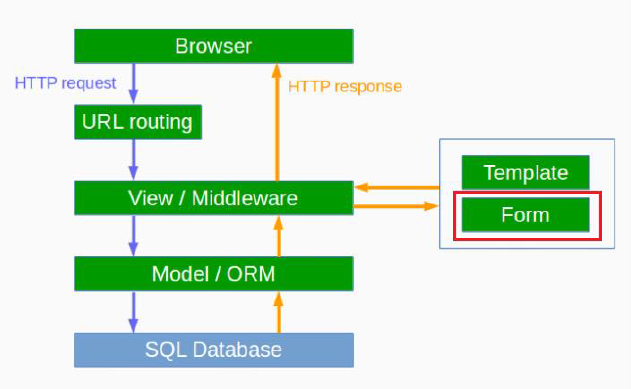 Browser
HTTP request
HTTP response
URL routing
View / Middleware
Template
Form
Model / ORM
SQL Database